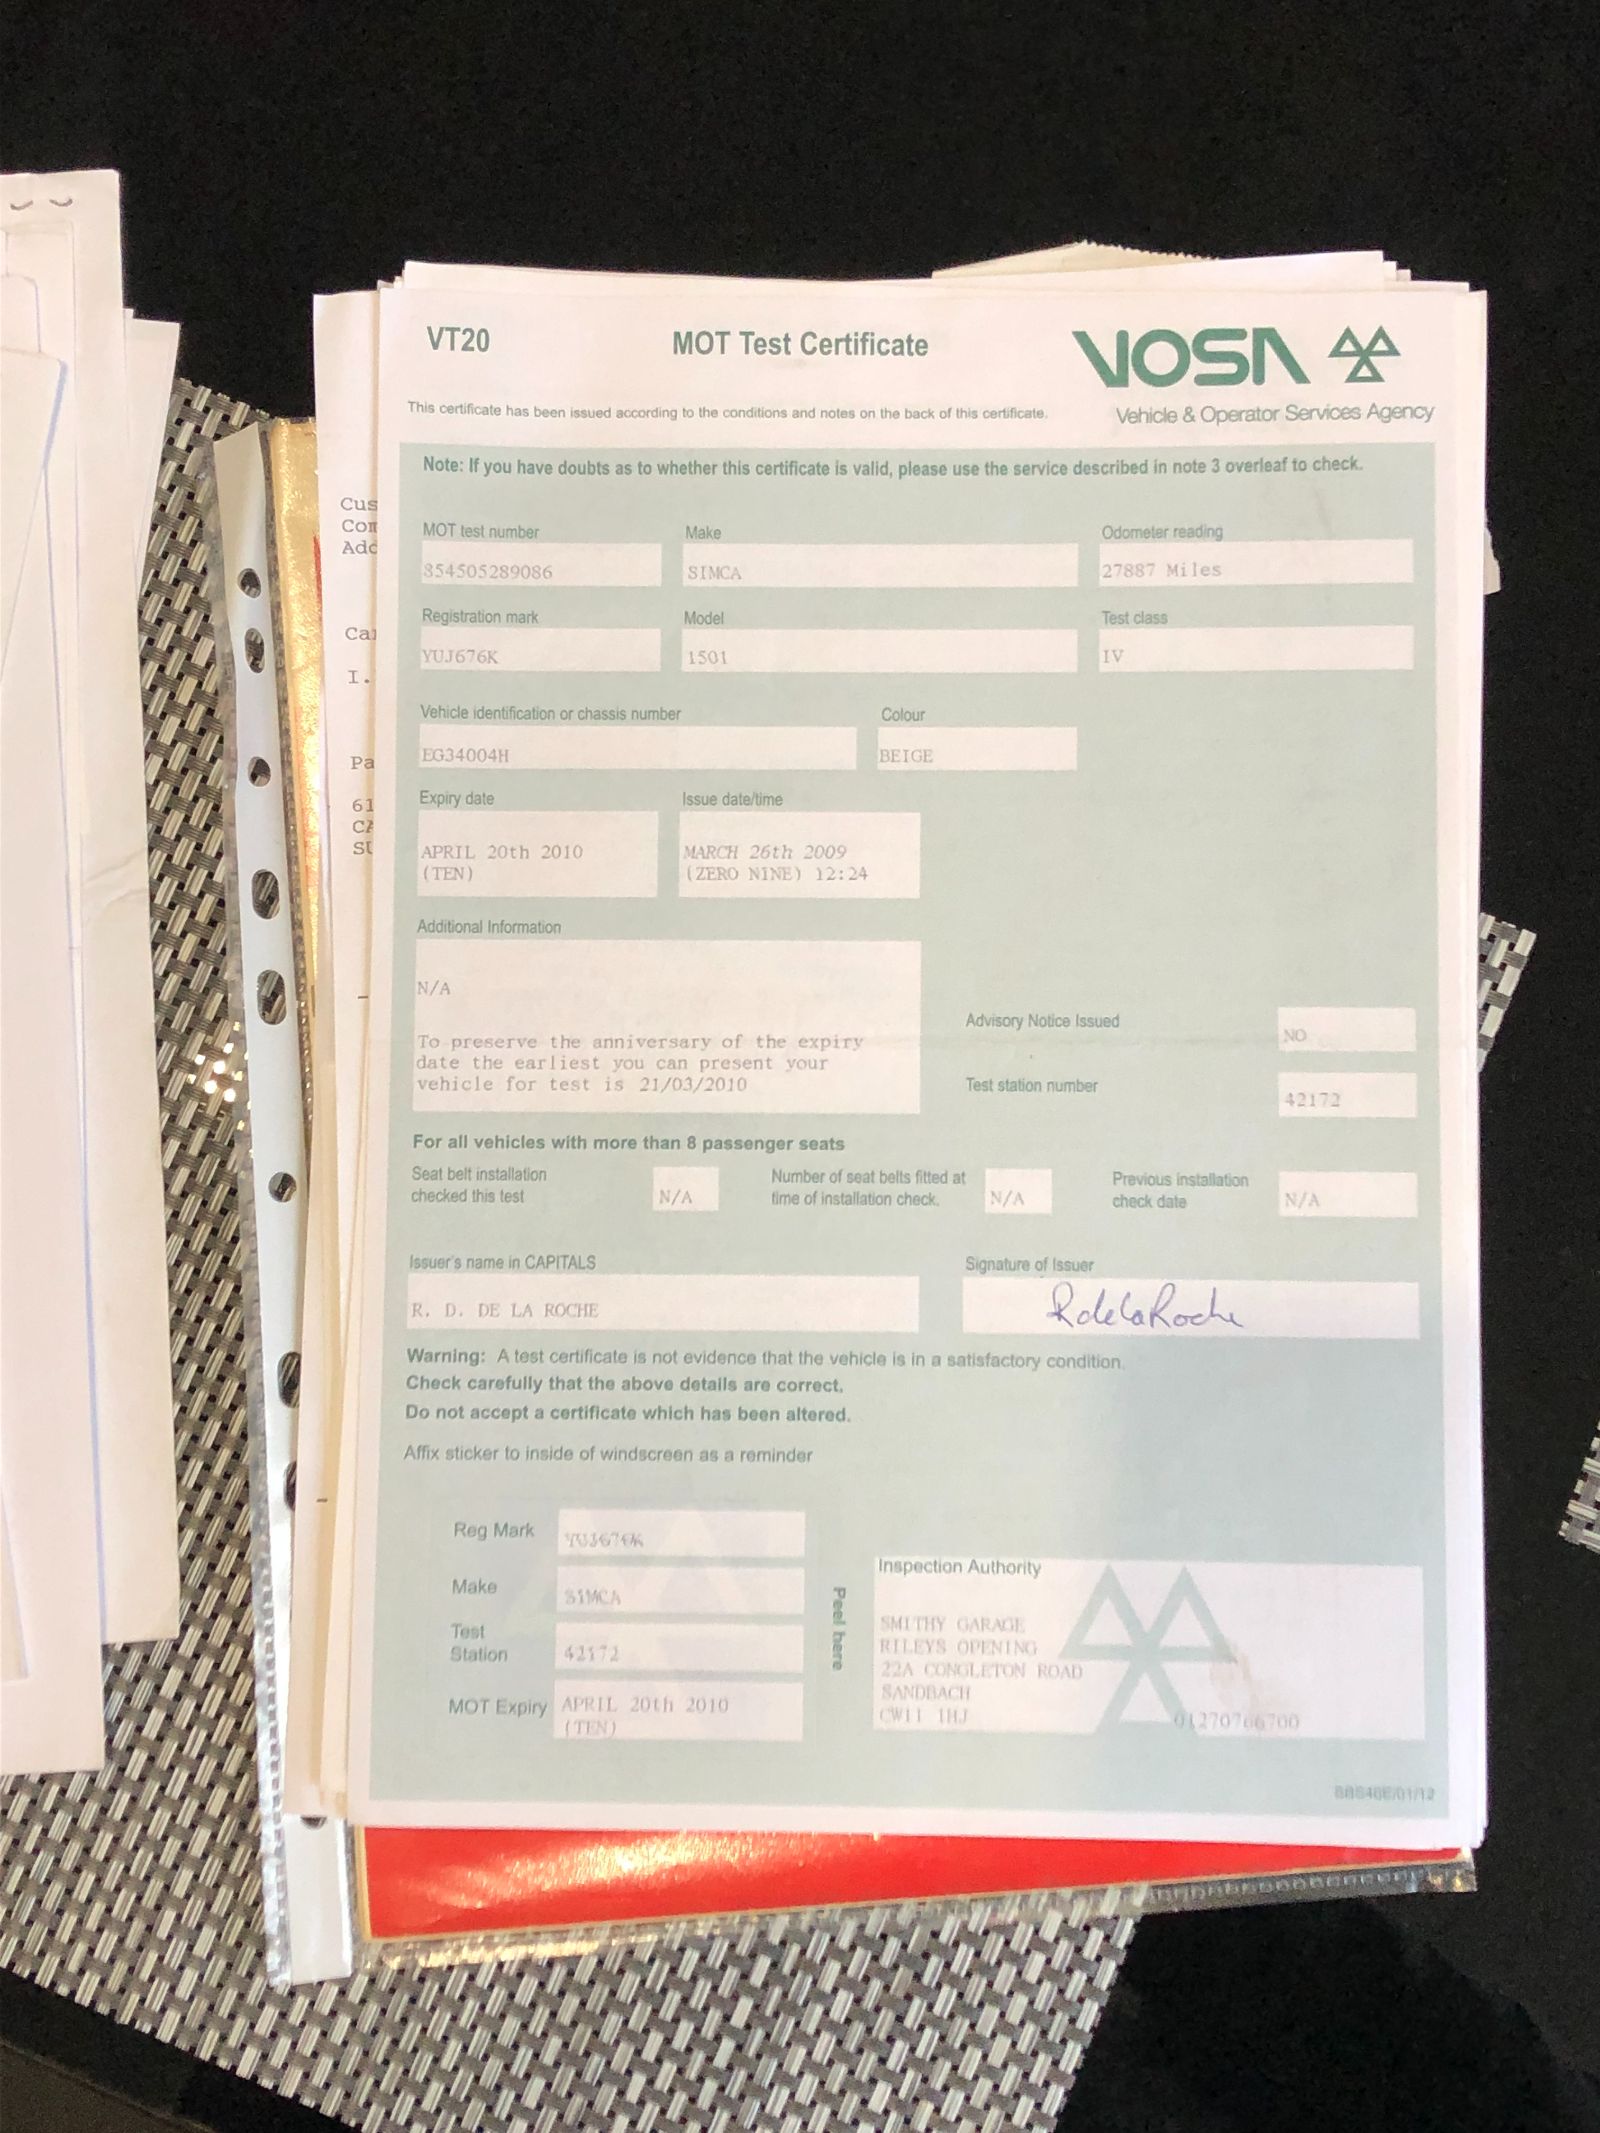 VT20
MOT Test Certificate
VOSA
Vehicle & Operator Services Agency
This certificate has been issued according to the conditions and notes on the back of this certificate.
Note: If you have doubts as to whether this certificate is valid, please use the service described in note 3 overleaf to check.
MOT test number Make Odometer reading
854505289086 SIMCA 27887 Miles
Registration mark Model Test class
YUJ676K 1501 IV
Vehicle identification or chassis number Colour
EG34004H BEIGE
Expiry date Issue date/time
APRIL 20th 2010 MARCH 26th 2009
(TEN) (ZERO NINE) 12:24
Additional Information
N/A
To preserve the anniversary of the expiry
date the earliest you can present your
vehicle for test is 21/03/2010
Advisory Notice Issued NO
Test station number 42172
For all vehicles with more than 8 passenger seats
Seat belt installation
checked this test N/A
Number of seat belts fitted at
time of installation check. N/A
Previous installation
check date N/A
Issuer's name in CAPITALS Signature of Issuer
R. D. DE LA ROCHE RdelaRoche
Warning: A test certificate is not evidence that the vehicle is in a satisfactory condition.
Check carefully that the above details are correct.
Do not accept a certificate which has been altered.
Affix sticker to inside of windscreen as a reminder
Reg Mark YUJ676K
Make SIMCA
Test
Station 42172
MOT Expiry APRIL 20th 2010
(TEN)
Peel here
Inspection Authority
SMITHY GARAGE
RILEYS OPENING
22A CONGLETON ROAD
SANDBACH
CW11 1HJ 01270766700
Cus
Com
Add
I.
Pa
61